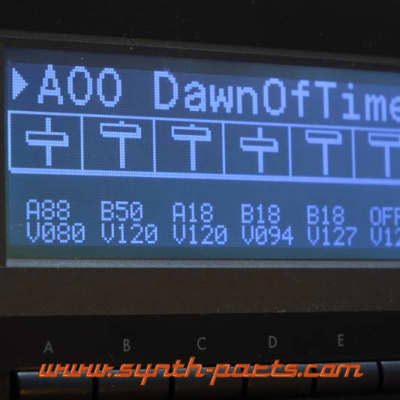 A00 DawnOfTime
A88 B50 A18 B18 B18 OFF
V080 V120 V120 V094 V127
A B C D E
www.synth-parts.com